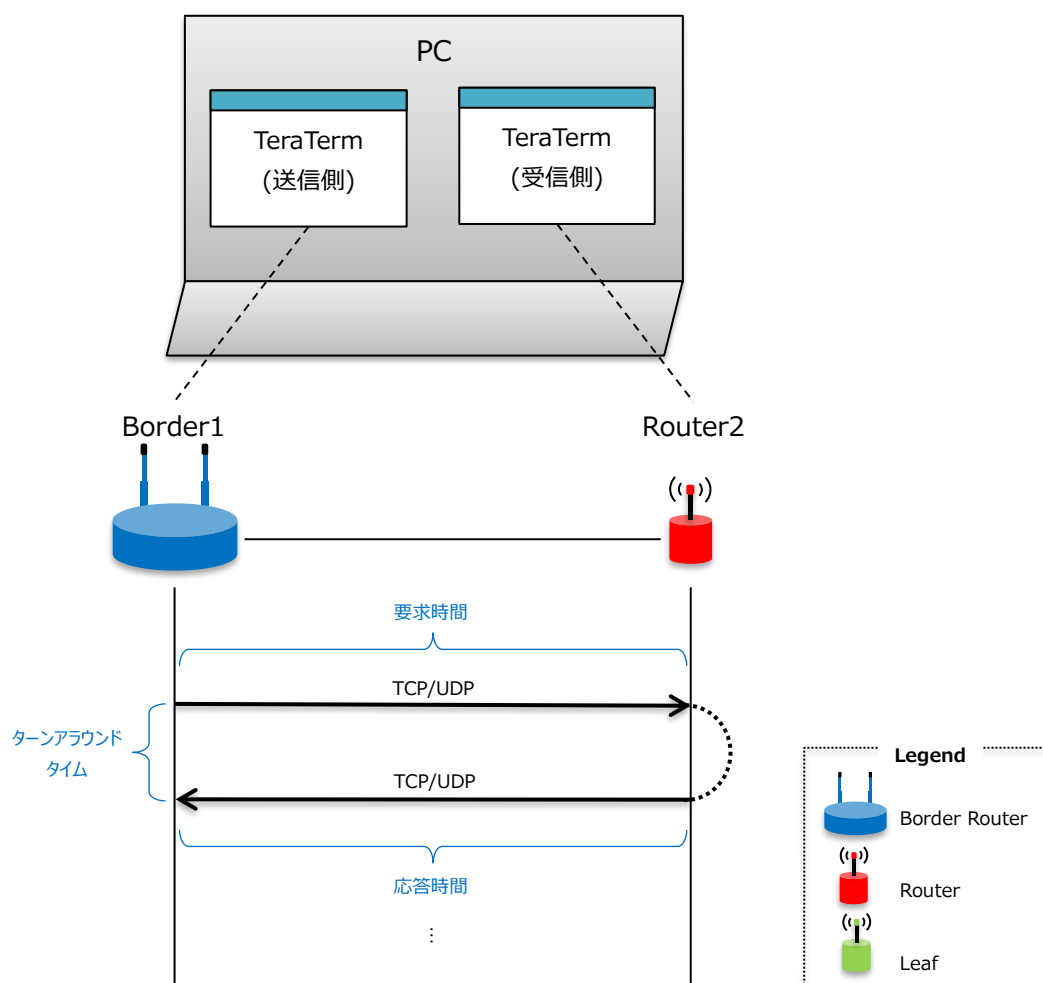 PC
TeraTerm
(送信側)
TeraTerm
(受信側)
Border1
Router2
要求時間
TCP/UDP
ターンアラウンド
タイム
TCP/UDP
応答時間
…
Legend
Border Router
Router
Leaf